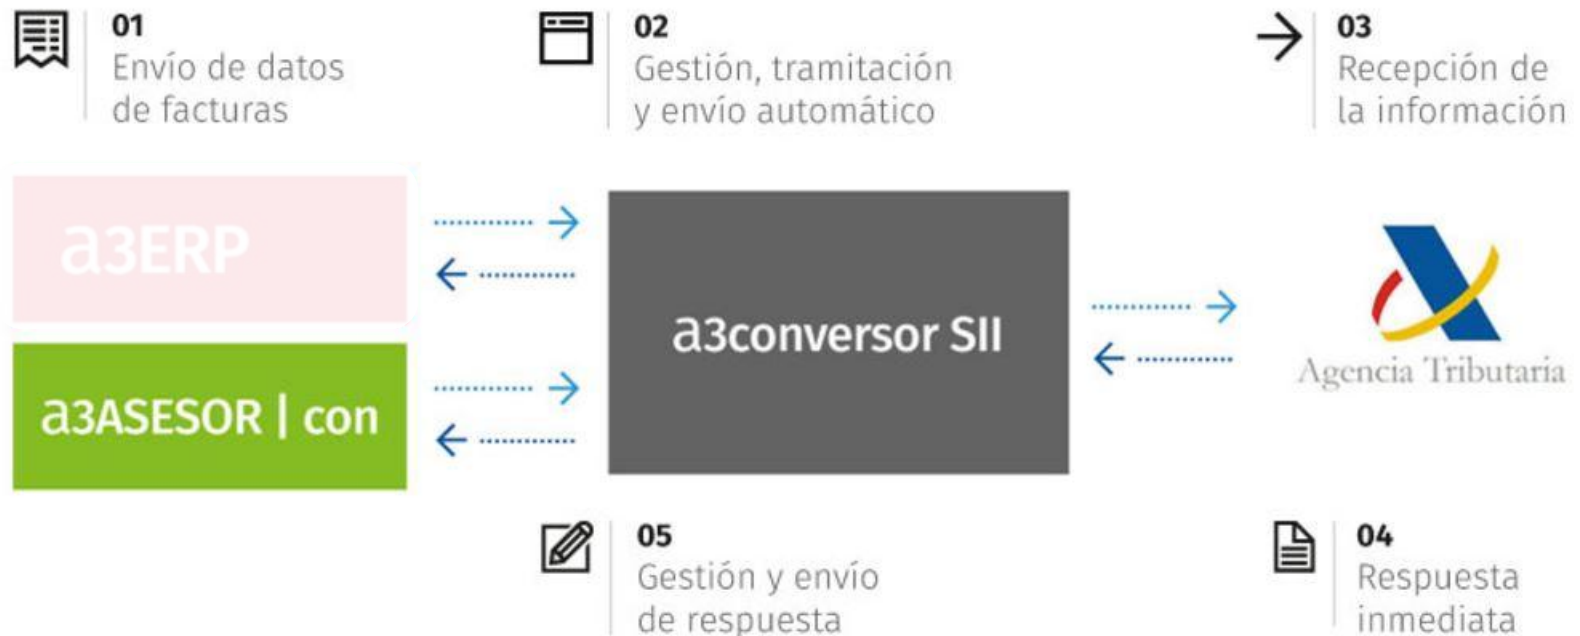 01
Envío de datos
de facturas
02
Gestión, tramitación
y envío automático
03
Recepción de
la información
a3ERP
a3ASESOR | con
a3conversor SII
Agencia Tributaria
05
Gestión y envío
de respuesta
04
Respuesta
inmediata